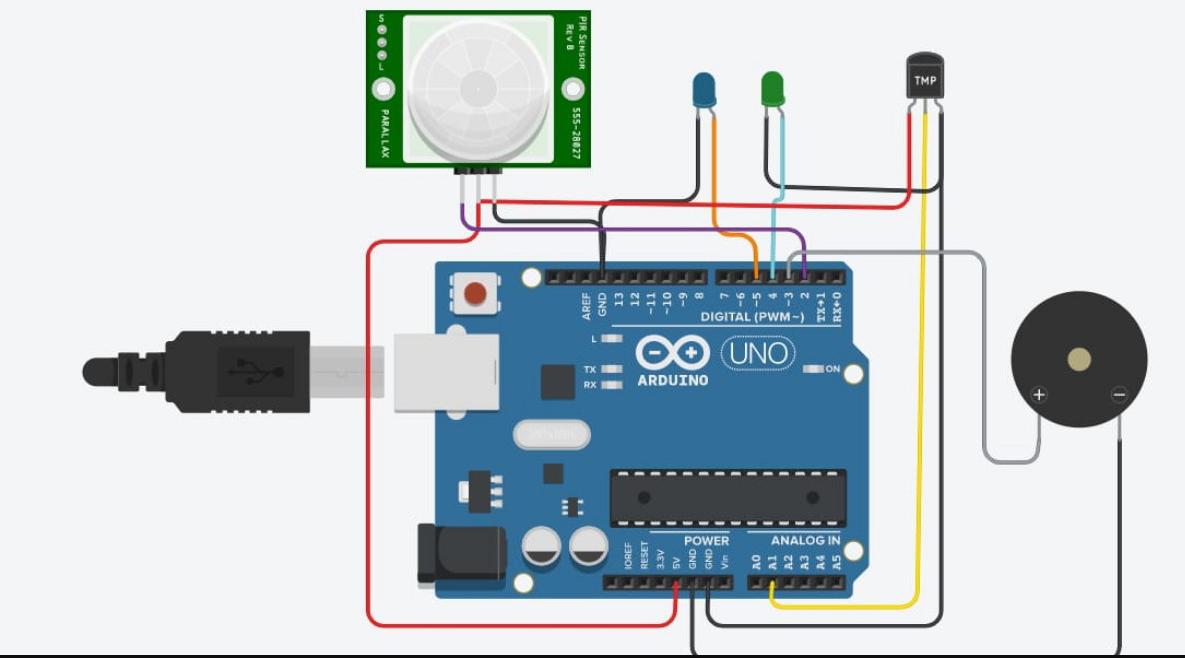 S
L
PIR SENSOR
REV B
PARALLAX
555-28027
TMP
AREF
GND
13
12
~11
~10
~9
8
7
~6
~5
4
~3
2
TX→1
RX←0
DIGITAL (PWM~)
L
TX
RX
ARDUINO
UNO
ON
+
−
POWER
ANALOG IN
IOREF
RESET
3.3V
5V
GND
GND
Vin
A0
A1
A2
A3
A4
A5